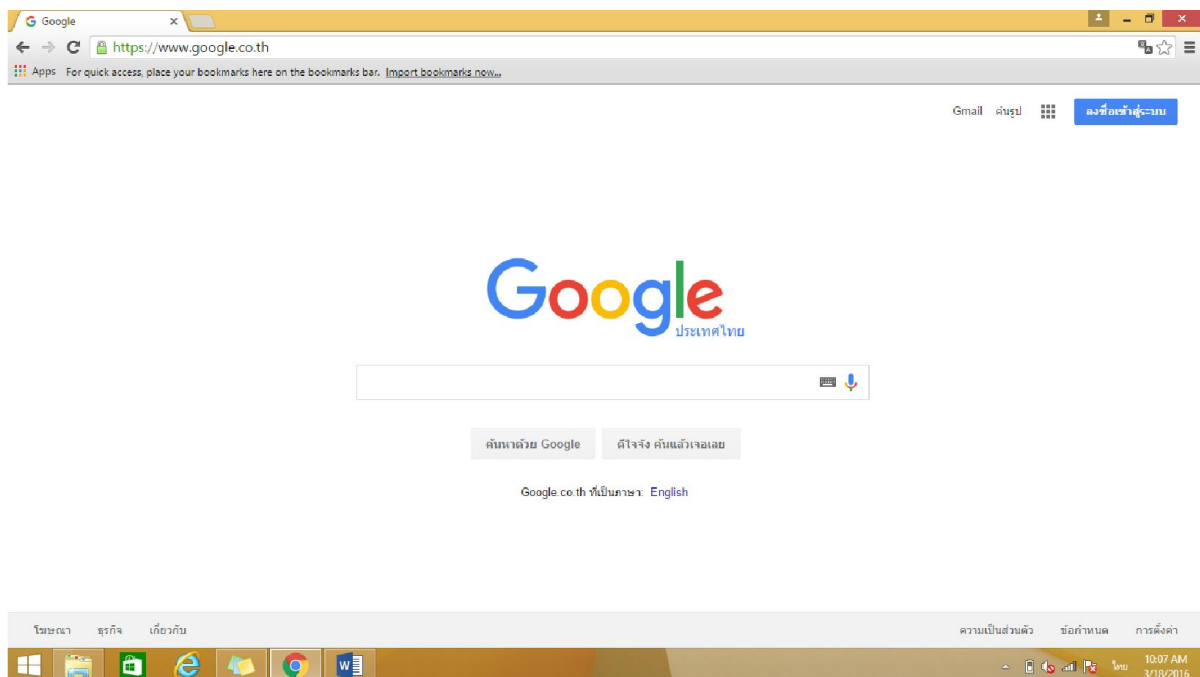 Google
https://www.google.co.th
Apps For quick access, place your bookmarks here on the bookmarks bar. Import bookmarks now...
Gmail ค้นรูป ลงชื่อเข้าสู่ระบบ
Google
ประเทศไทย
ค้นหาด้วย Google ดีใจจัง ค้นแล้วเจอเลย
Google.co.th ที่เป็นภาษา: English
โฆษณา ธุรกิจ เกี่ยวกับ ความเป็นส่วนตัว ข้อกำหนด การตั้งค่า
ไทย 10:07 AM
3/18/2016